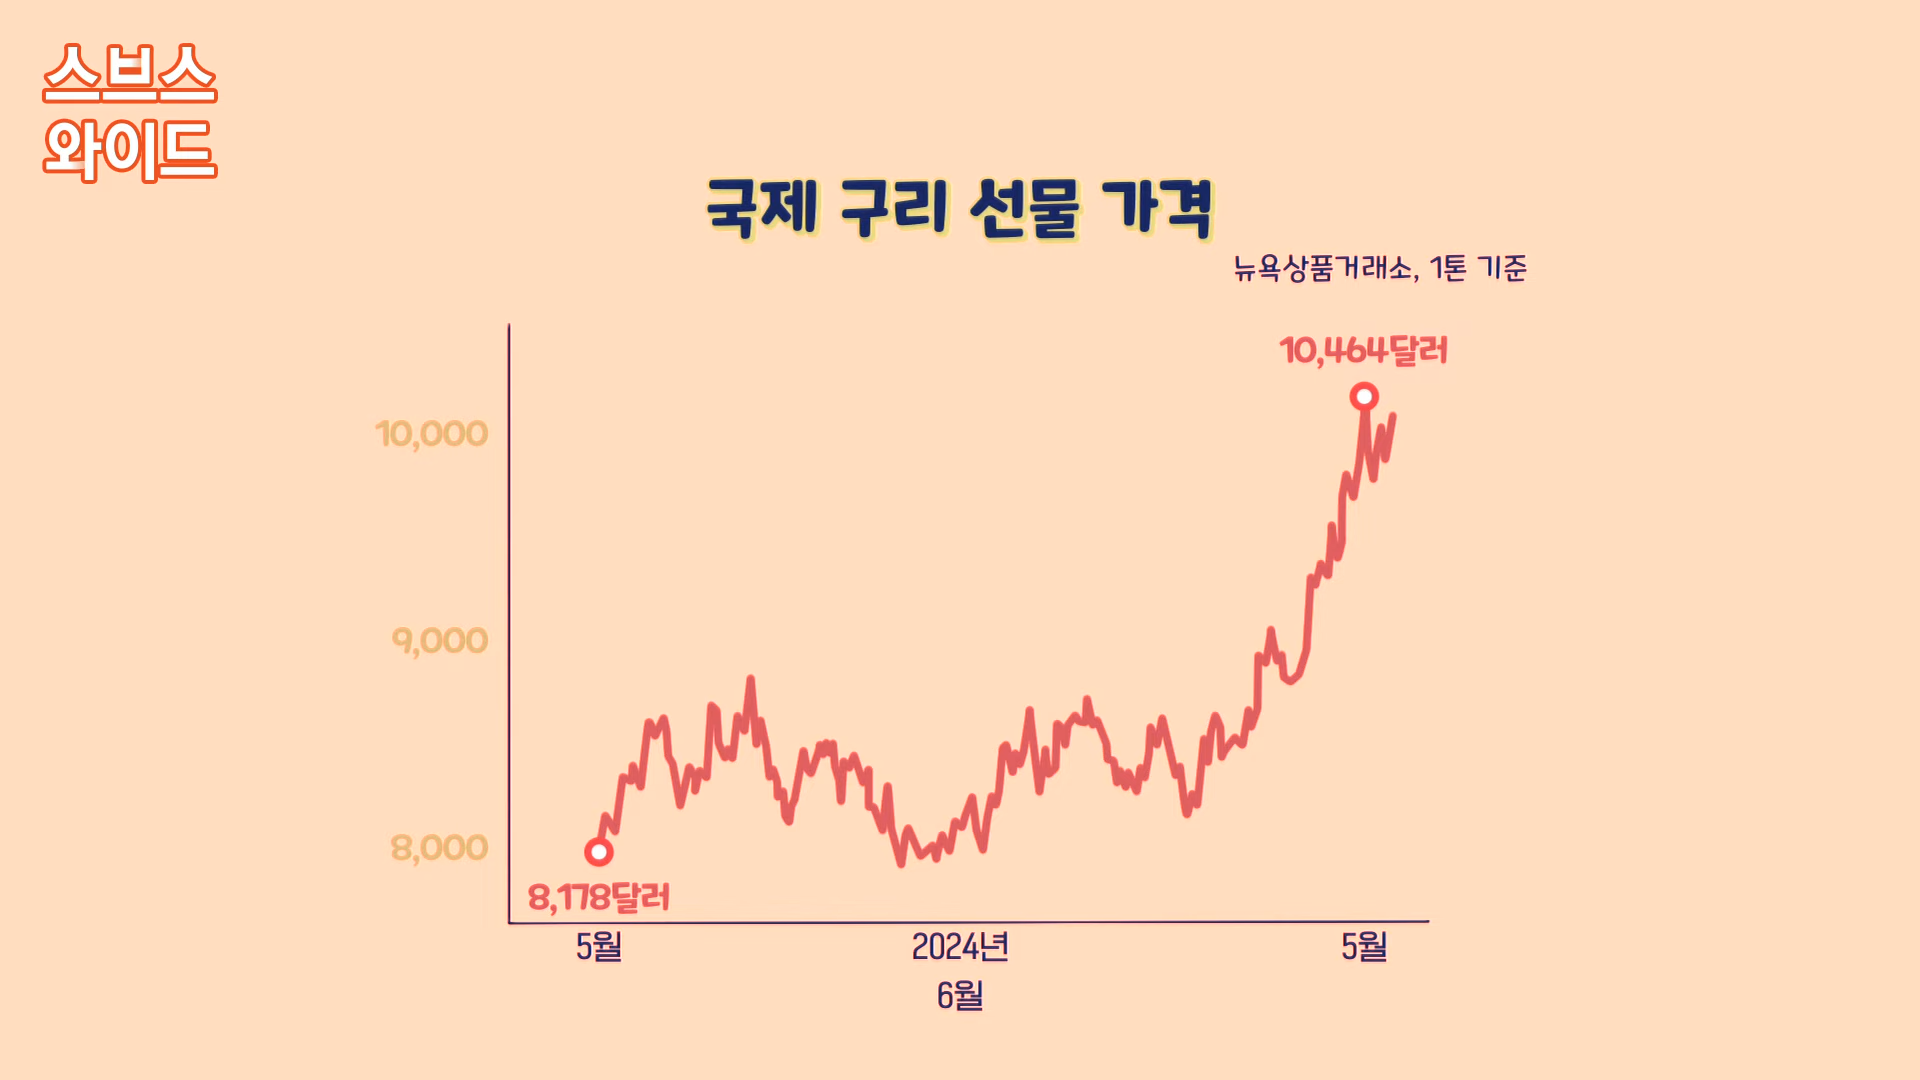 스브스
와이드
국제 구리 선물 가격
뉴욕상품거래소, 1톤 기준
10,464달러
10,000
9,000
8,000
8,178달러
5월
2024년
5월
6월